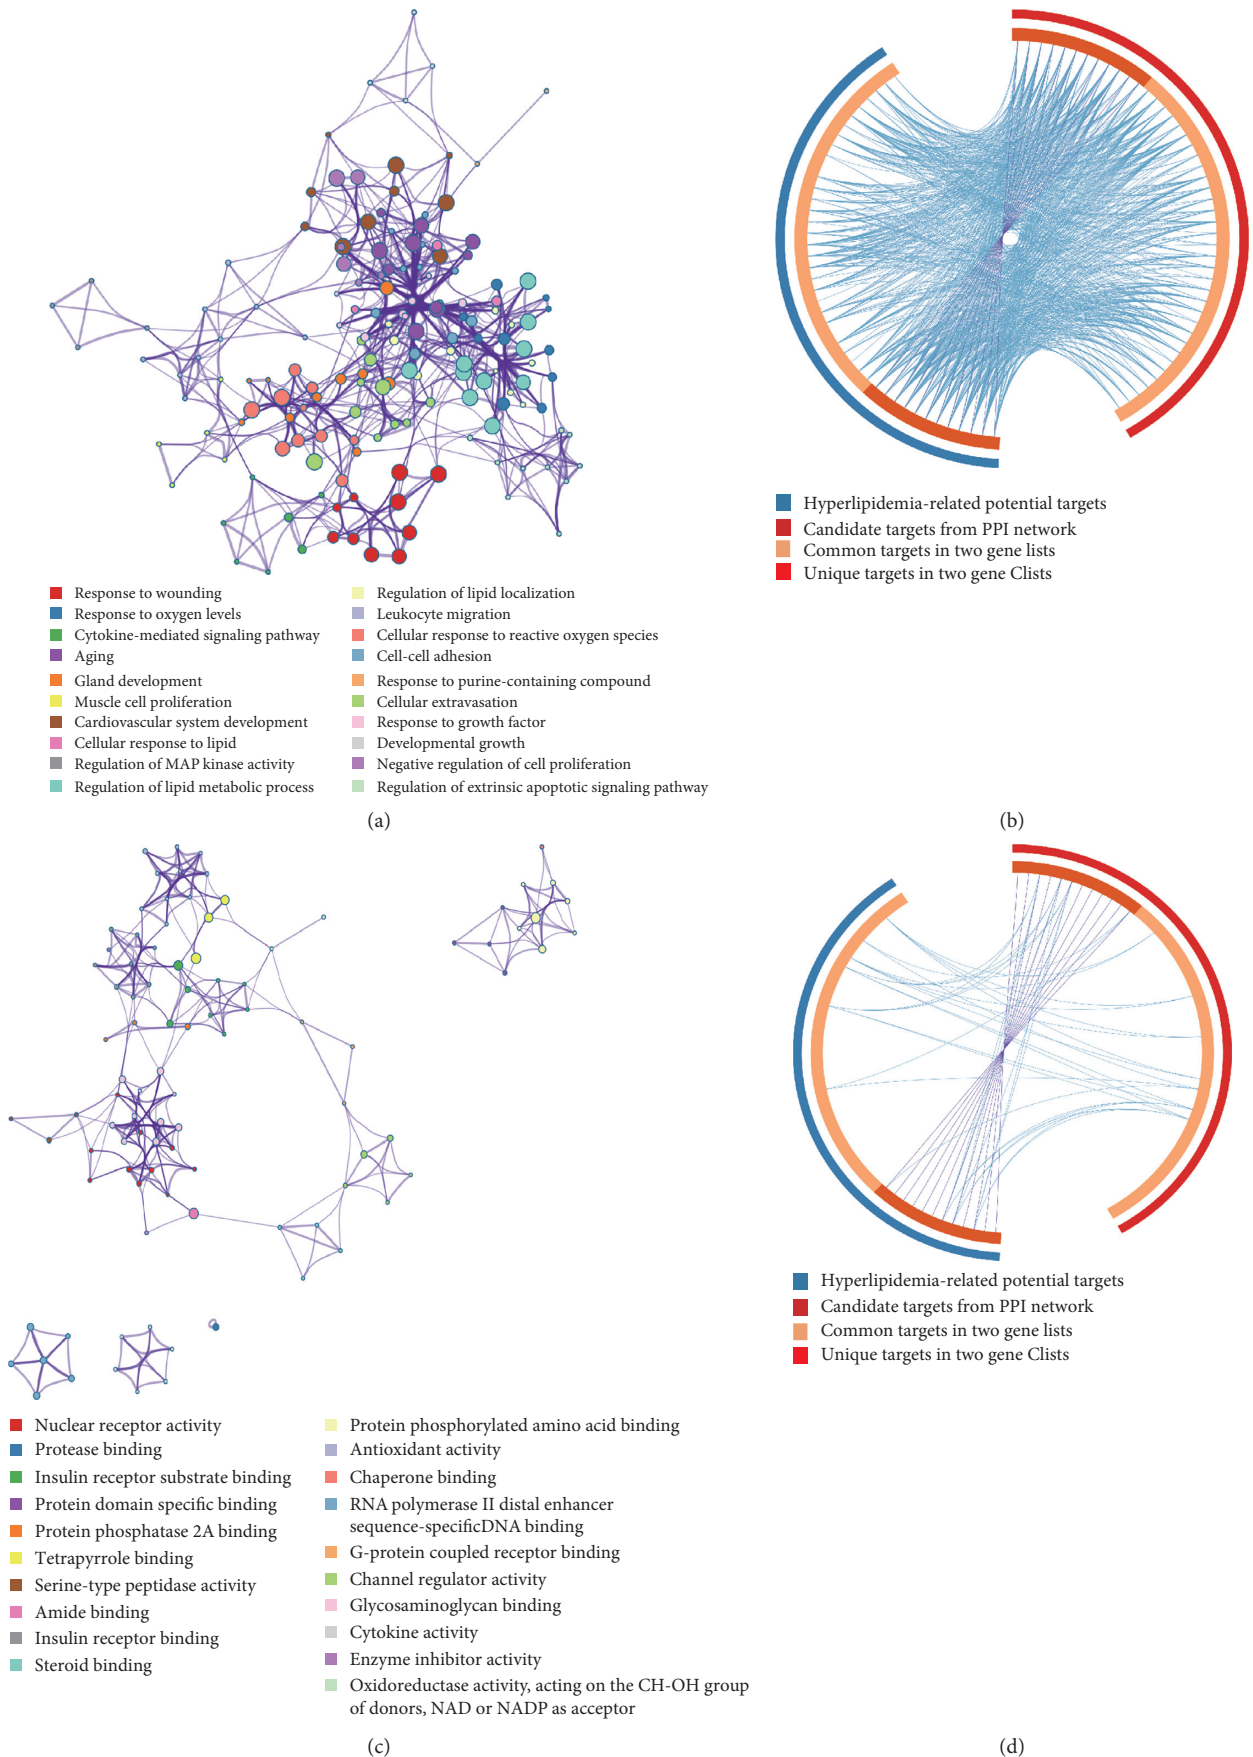 Response to wounding
Response to oxygen levels
Cytokine-mediated signaling pathway
Aging
Gland development
Muscle cell proliferation
Cardiovascular system development
Cellular response to lipid
Regulation of MAP kinase activity
Regulation of lipid metabolic process
Regulation of lipid localization
Leukocyte migration
Cellular response to reactive oxygen species
Cell-cell adhesion
Response to purine-containing compound
Cellular extravasation
Response to growth factor
Developmental growth
Negative regulation of cell proliferation
Regulation of extrinsic apoptotic signaling pathway
(a)
Hyperlipidemia-related potential targets
Candidate targets from PPI network
Common targets in two gene lists
Unique targets in two gene Clists
(b)
Nuclear receptor activity
Protease binding
Insulin receptor substrate binding
Protein domain specific binding
Protein phosphatase 2A binding
Tetrapyrrole binding
Serine-type peptidase activity
Amide binding
Insulin receptor binding
Steroid binding
Protein phosphorylated amino acid binding
Antioxidant activity
Chaperone binding
RNA polymerase II distal enhancer
sequence-specificDNA binding
G-protein coupled receptor binding
Channel regulator activity
Glycosaminoglycan binding
Cytokine activity
Enzyme inhibitor activity
Oxidoreductase activity, acting on the CH-OH group
of donors, NAD or NADP as acceptor
(c)
Hyperlipidemia-related potential targets
Candidate targets from PPI network
Common targets in two gene lists
Unique targets in two gene Clists
(d)